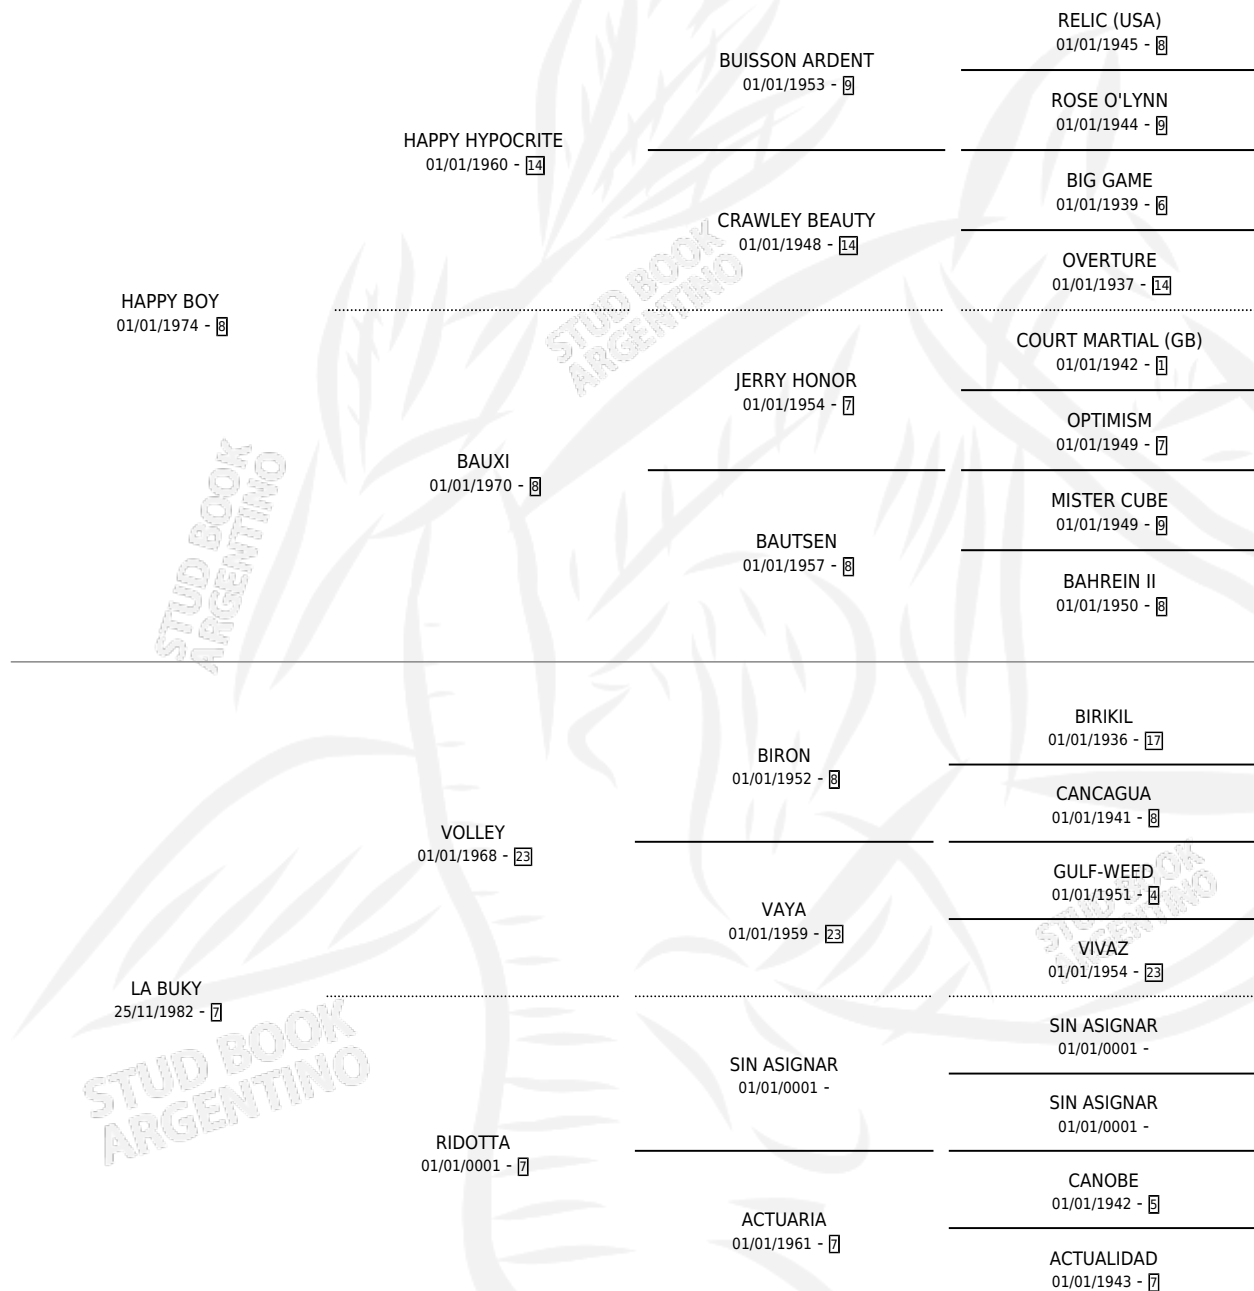 HAPPY BOY
01/01/1974 - 8
HAPPY HYPOCRITE
01/01/1960 - 14
BAUXI
01/01/1970 - 8
BUISSON ARDENT
01/01/1953 - 9
CRAWLEY BEAUTY
01/01/1948 - 14
JERRY HONOR
01/01/1954 - 7
BAUTSEN
01/01/1957 - 8
RELIC (USA)
01/01/1945 - 8
ROSE O'LYNN
01/01/1944 - 9
BIG GAME
01/01/1939 - 6
OVERTURE
01/01/1937 - 14
COURT MARTIAL (GB)
01/01/1942 - 1
OPTIMISM
01/01/1949 - 7
MISTER CUBE
01/01/1949 - 9
BAHREIN II
01/01/1950 - 8
LA BUKY
25/11/1982 - 7
VOLLEY
01/01/1968 - 23
RIDOTTA
01/01/0001 - 7
BIRON
01/01/1952 - 8
VAYA
01/01/1959 - 23
SIN ASIGNAR
01/01/0001 -
ACTUARIA
01/01/1961 - 7
BIRIKIL
01/01/1936 - 17
CANCAGUA
01/01/1941 - 8
GULF-WEED
01/01/1951 - 4
VIVAZ
01/01/1954 - 23
SIN ASIGNAR
01/01/0001 -
SIN ASIGNAR
01/01/0001 -
CANOBE
01/01/1942 - 5
ACTUALIDAD
01/01/1943 - 7
STUD BOOK
ARGENTINO
STUD BOOK
ARGENTINO
STUD BOOK
ARGENTINO
STUD BOOK
ARGENTINO